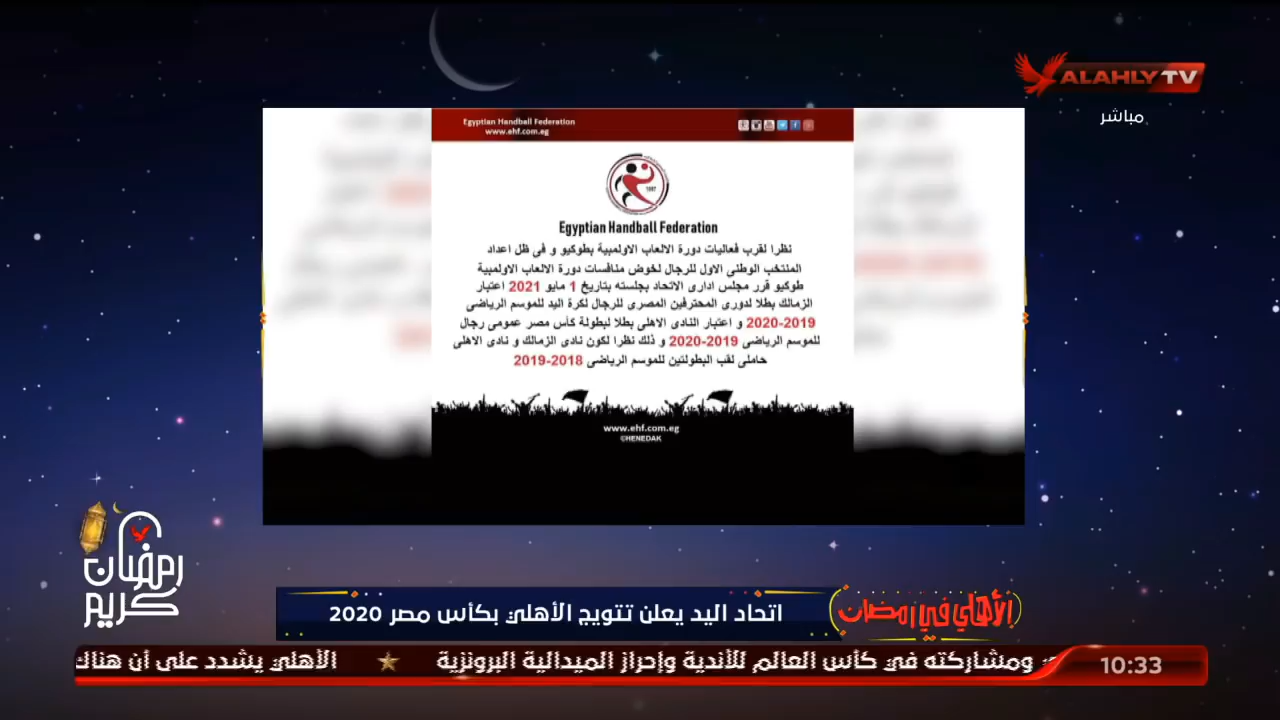 ALAHLY TV
مباشر
Egyptian Handball Federation
www.ehf.com.eg
1957
Egyptian Handball Federation
نظرا لقرب فعاليات دورة الالعاب الاولمبية بطوكيو و فى ظل اعداد
المنتخب الوطنى الاول للرجال لخوض منافسات دورة الالعاب الاولمبية
طوكيو قرر مجلس ادارى الاتحاد بجلسته بتاريخ 1 مايو 2021 اعتبار
الزمالك بطلا لدورى المحترفين المصرى للرجال لكرة اليد للموسم الرياضى
2019-2020 و اعتبار النادى الاهلى بطلا لبطولة كأس مصر عمومى رجال
للموسم الرياضى 2019-2020 و ذلك نظرا لكون نادى الزمالك و نادى الاهلى
حاملى لقب البطولتين للموسم الرياضى 2018-2019
www.ehf.com.eg
©HENEDAK
رمضان
كريم
الأهلي في رمضان
اتحاد اليد يعلن تتويج الأهلي بكأس مصر 2020
ومشاركته في كأس العالم للأندية وإحراز الميدالية البرونزية ★ الأهلي يشدد على أن هناك
10:33